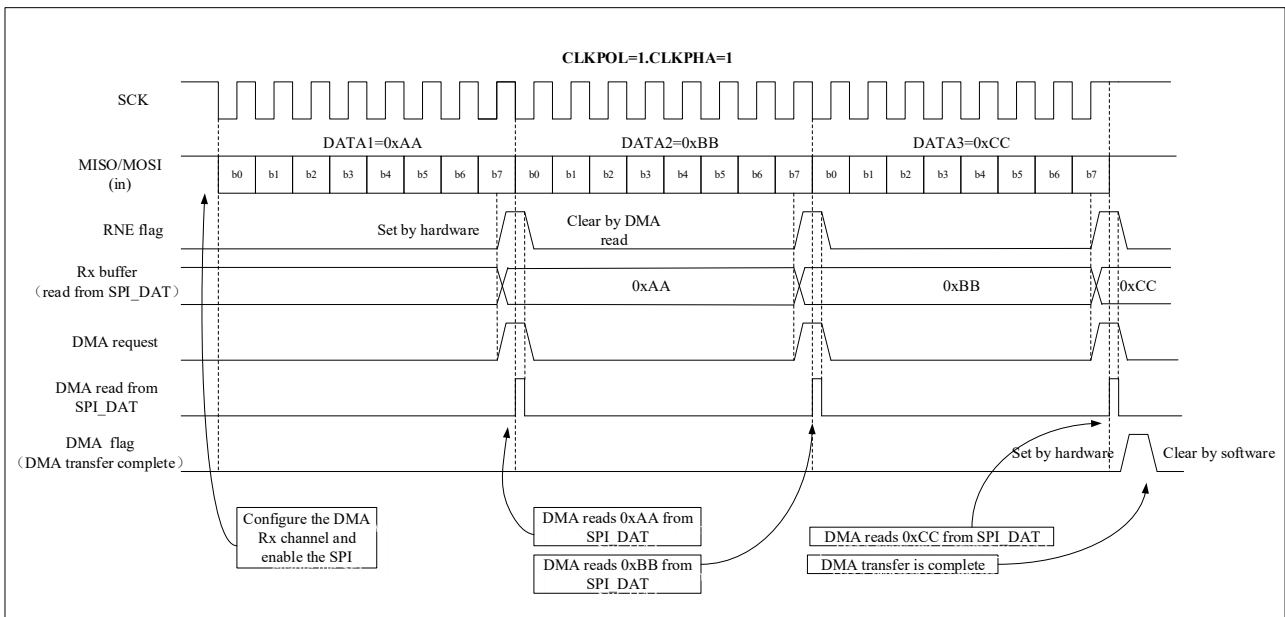 CLKPOL=1.CLKPHA=1
SCK
DATA1=0xAA
DATA2=0xBB
DATA3=0xCC
MISO/MOSI
(in)
b0 b1 b2 b3 b4 b5 b6 b7 b0 b1 b2 b3 b4 b5 b6 b7 b0 b1 b2 b3 b4 b5 b6 b7
RNE flag
Set by hardware
Clear by DMA
read
Rx buffer
（read from SPI_DAT）
0xAA
0xBB
0xCC
DMA request
DMA read from
SPI_DAT
DMA flag
（DMA transfer complete）
Set by hardware
Clear by software
Configure the DMA
Rx channel and
enable the SPI
DMA reads 0xAA from
SPI_DAT
DMA reads 0xBB from
SPI_DAT
DMA reads 0xCC from SPI_DAT
DMA transfer is complete